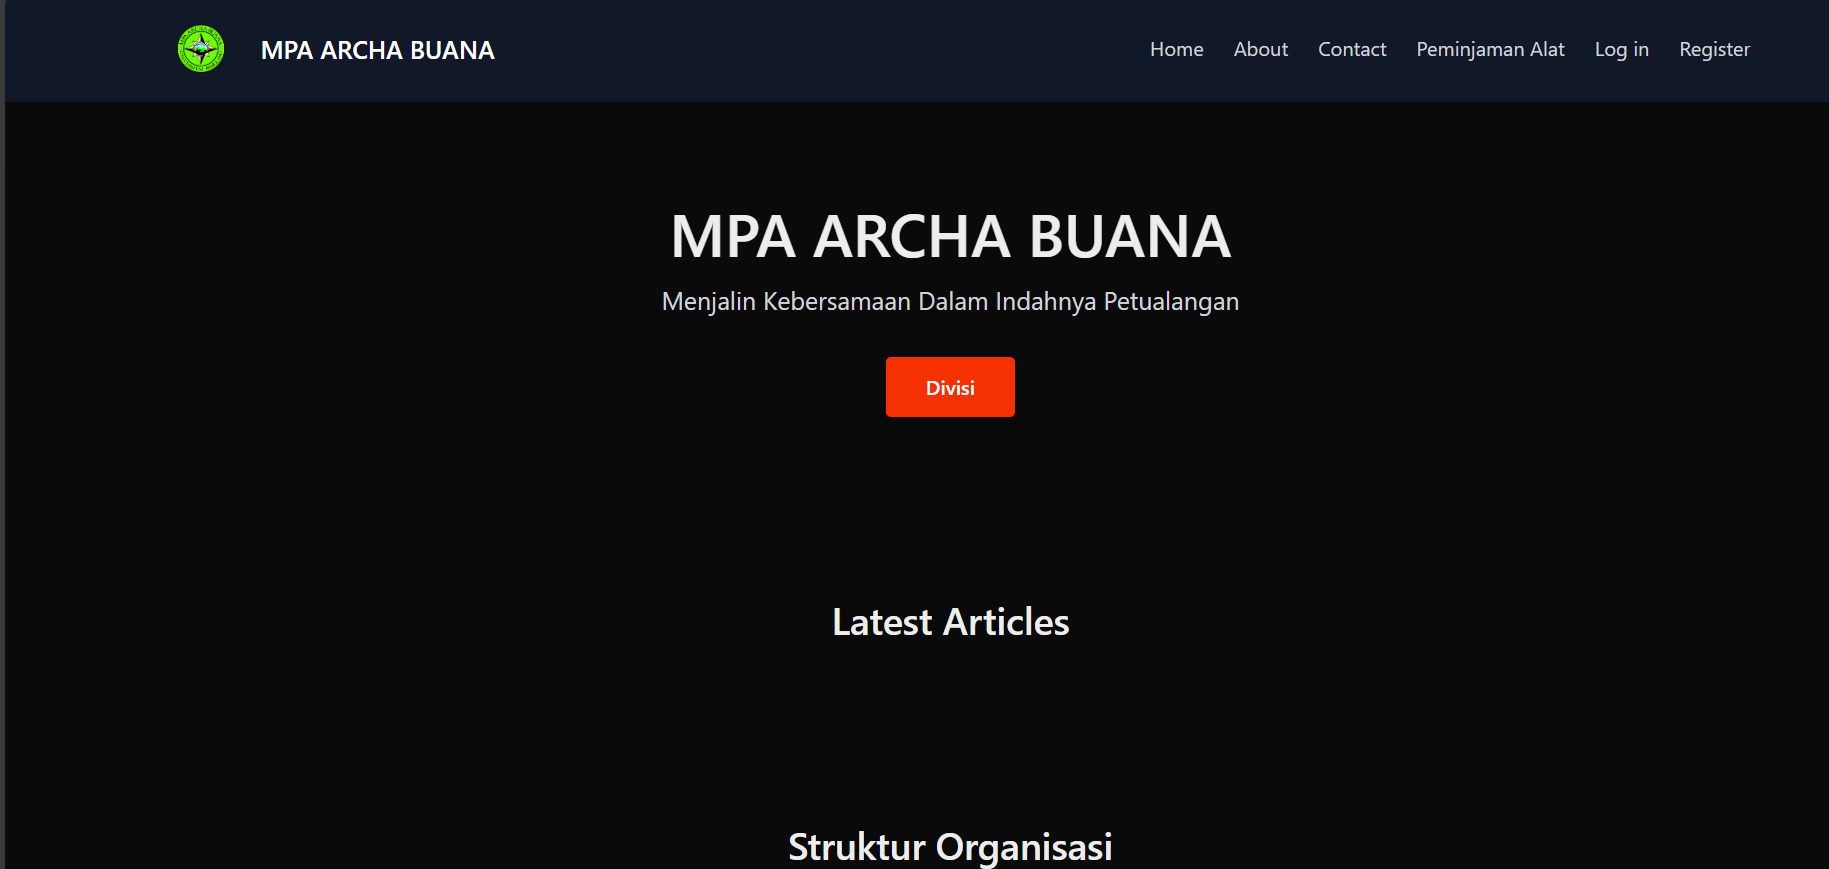 MPA ARCHA BUANA
Home About Contact Peminjaman Alat Log in Register
MPA ARCHA BUANA
Menjalin Kebersamaan Dalam Indahnya Petualangan
Divisi
Latest Articles
Struktur Organisasi